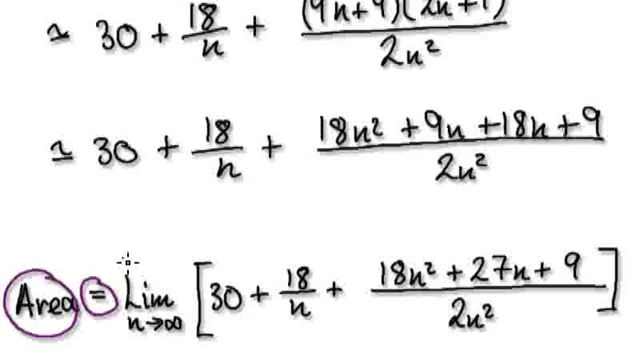 ≃ 30 + 18/n + (9n+9)(2n+1)/2n²
≃ 30 + 18/n + 18n² + 9n + 18n + 9/2n²
Area = Lim n→∞ [30 + 18/n + 18n² + 27n + 9/2n²]